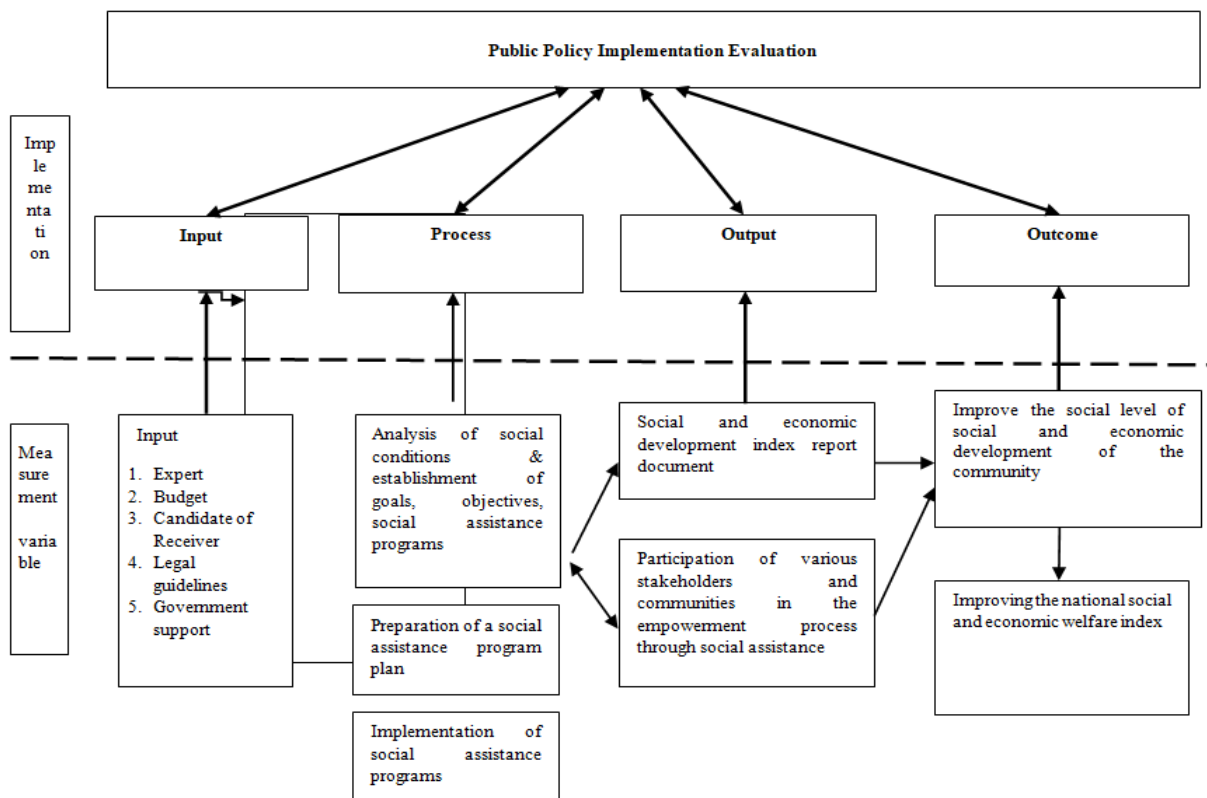 Public Policy Implementation Evaluation
Imp
le
me
nta
ti
on
Input
Process
Output
Outcome
Mea
sure
ment
varia
ble
Input
1. Expert
2. Budget
3. Candidate of
Receiver
4. Legal
guidelines
5. Government
support
Analysis of social
conditions &
establishment of
goals, objectives,
social assistance
programs
Preparation of a social
assistance program
plan
Implementation of
social assistance
programs
Social and economic
development index report
document
Participation of various
stakeholders and
communities in the
empowerment process
through social assistance
Improve the social level of
social and economic
development of the
community
Improving the national social
and economic welfare index